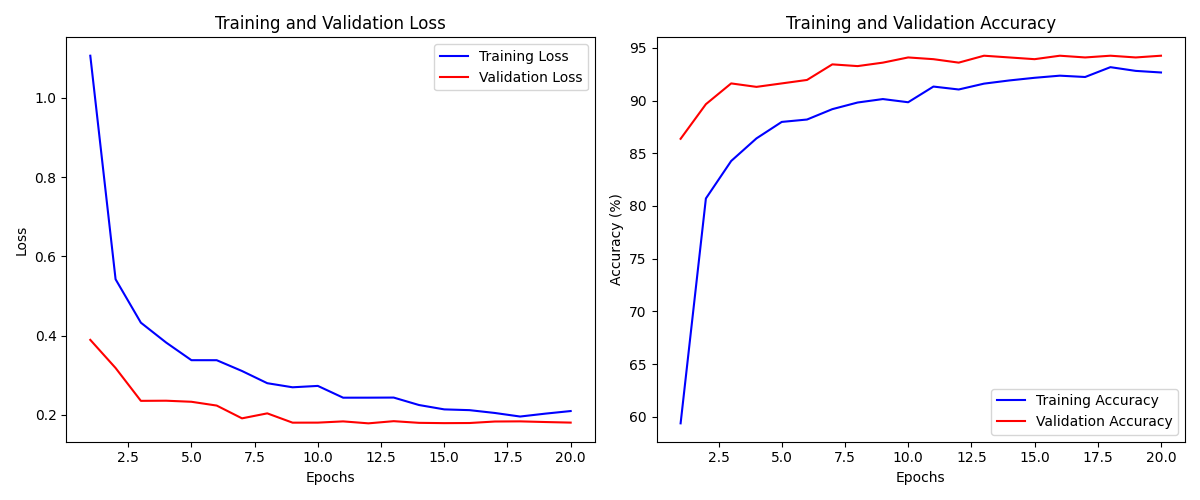 Training and Validation Loss
Training Loss
Validation Loss
1.0
0.8
0.6
0.4
0.2
Loss
2.5 5.0 7.5 10.0 12.5 15.0 17.5 20.0
Epochs
Training and Validation Accuracy
95
90
85
80
75
70
65
60
Accuracy (%)
Training Accuracy
Validation Accuracy
2.5 5.0 7.5 10.0 12.5 15.0 17.5 20.0
Epochs